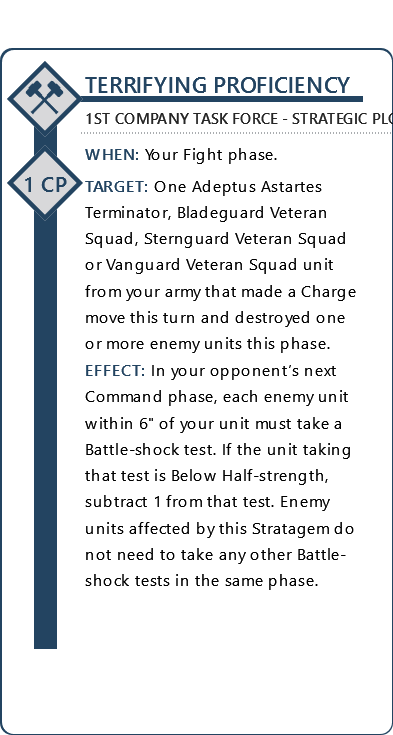 TERRIFYING PROFICIENCY
1ST COMPANY TASK FORCE - STRATEGIC
WHEN: Your Fight phase.
1 CP
TARGET: One Adeptus Astartes
Terminator, Bladeguard Veteran
Squad, Sternguard Veteran Squad
or Vanguard Veteran Squad unit
from your army that made a Charge
move this turn and destroyed one
or more enemy units this phase.
EFFECT: In your opponent’s next
Command phase, each enemy unit
within 6" of your unit must take a
Battle-shock test. If the unit taking
that test is Below Half-strength,
subtract 1 from that test. Enemy
units affected by this Stratagem do
not need to take any other Battle-
shock tests in the same phase.